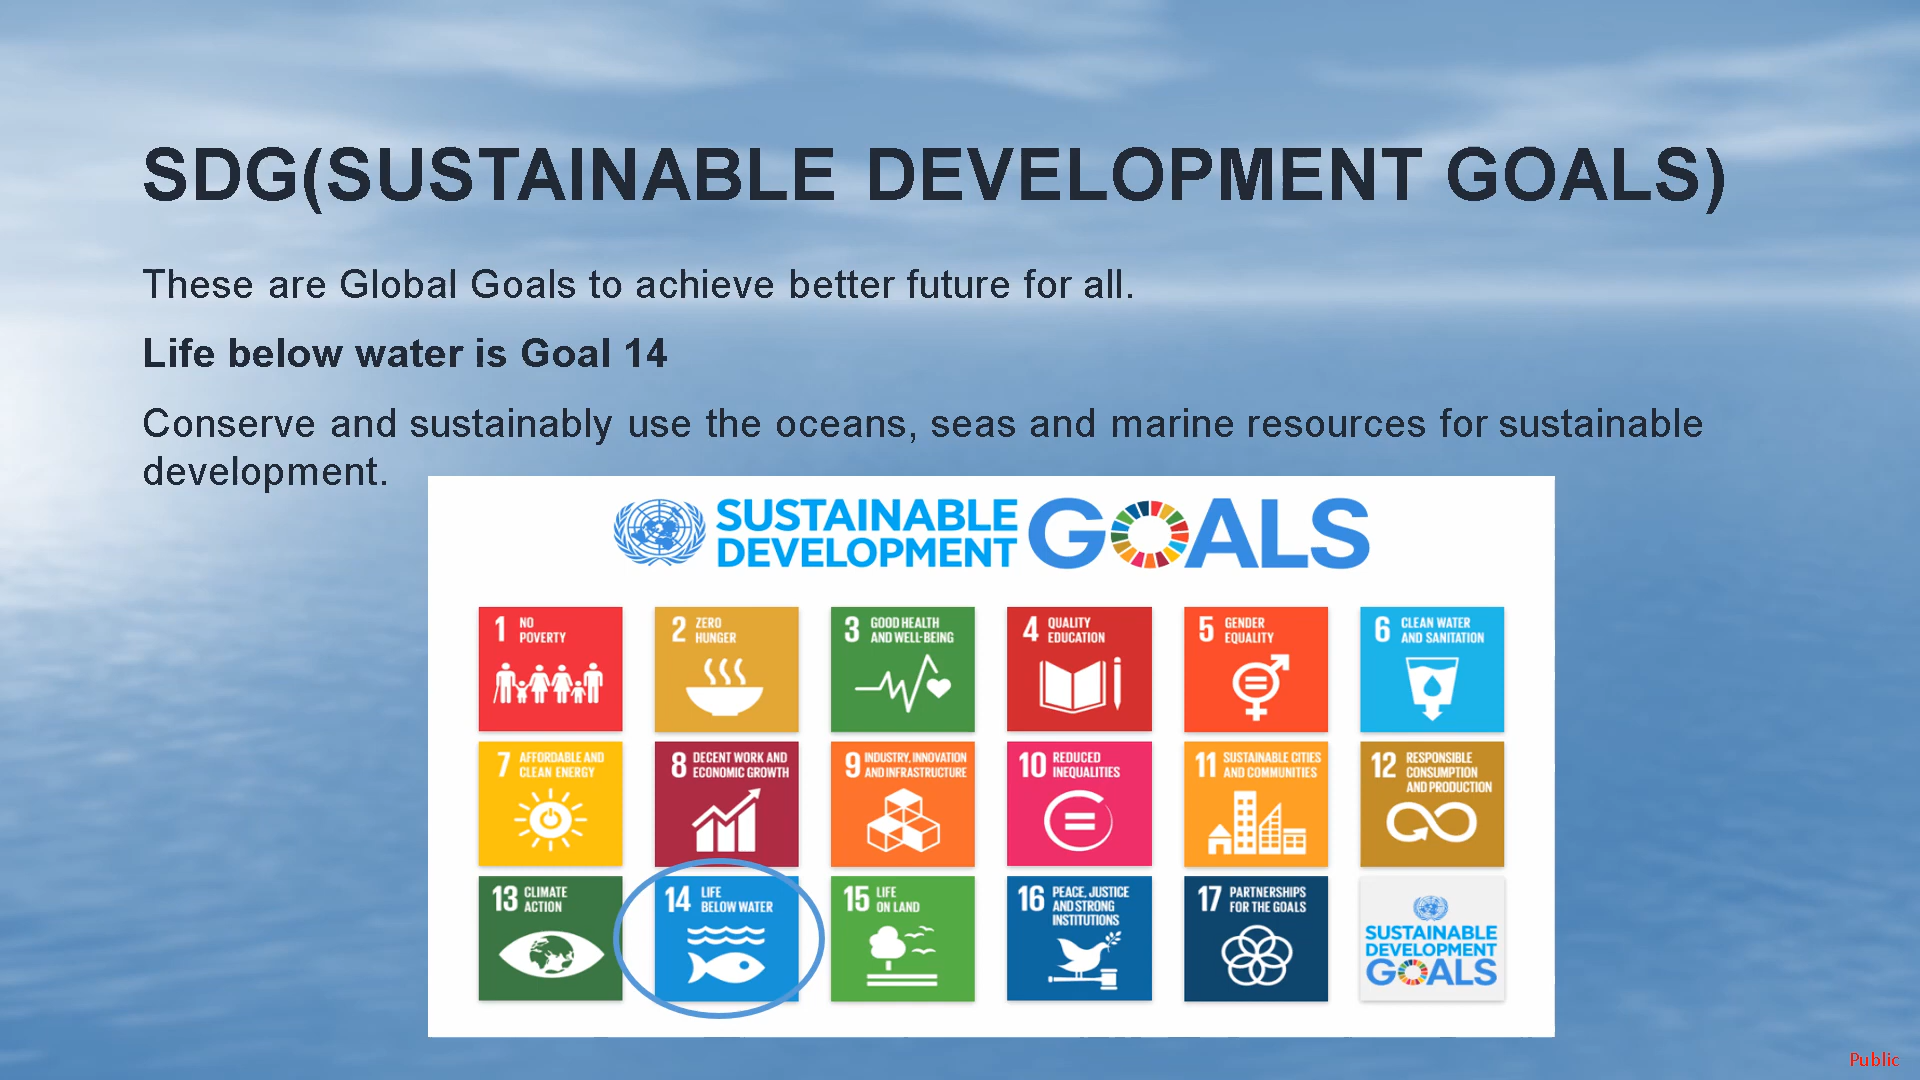 SDG(SUSTAINABLE DEVELOPMENT GOALS)
These are Global Goals to achieve better future for all.
Life below water is Goal 14
Conserve and sustainably use the oceans, seas and marine resources for sustainable
development.
SUSTAINABLE
DEVELOPMENT
GOALS
1 NO
POVERTY
2 ZERO
HUNGER
3 GOOD HEALTH
AND WELL-BEING
4 QUALITY
EDUCATION
5 GENDER
EQUALITY
6 CLEAN WATER
AND SANITATION
7 AFFORDABLE AND
CLEAN ENERGY
8 DECENT WORK AND
ECONOMIC GROWTH
9 INDUSTRY, INNOVATION
AND INFRASTRUCTURE
10 REDUCED
INEQUALITIES
11 SUSTAINABLE CITIES
AND COMMUNITIES
12 RESPONSIBLE
CONSUMPTION
AND PRODUCTION
13 CLIMATE
ACTION
14 LIFE
BELOW WATER
15 LIFE
ON LAND
16 PEACE, JUSTICE
AND STRONG
INSTITUTIONS
17 PARTNERSHIPS
FOR THE GOALS
SUSTAINABLE
DEVELOPMENT
GOALS
Public